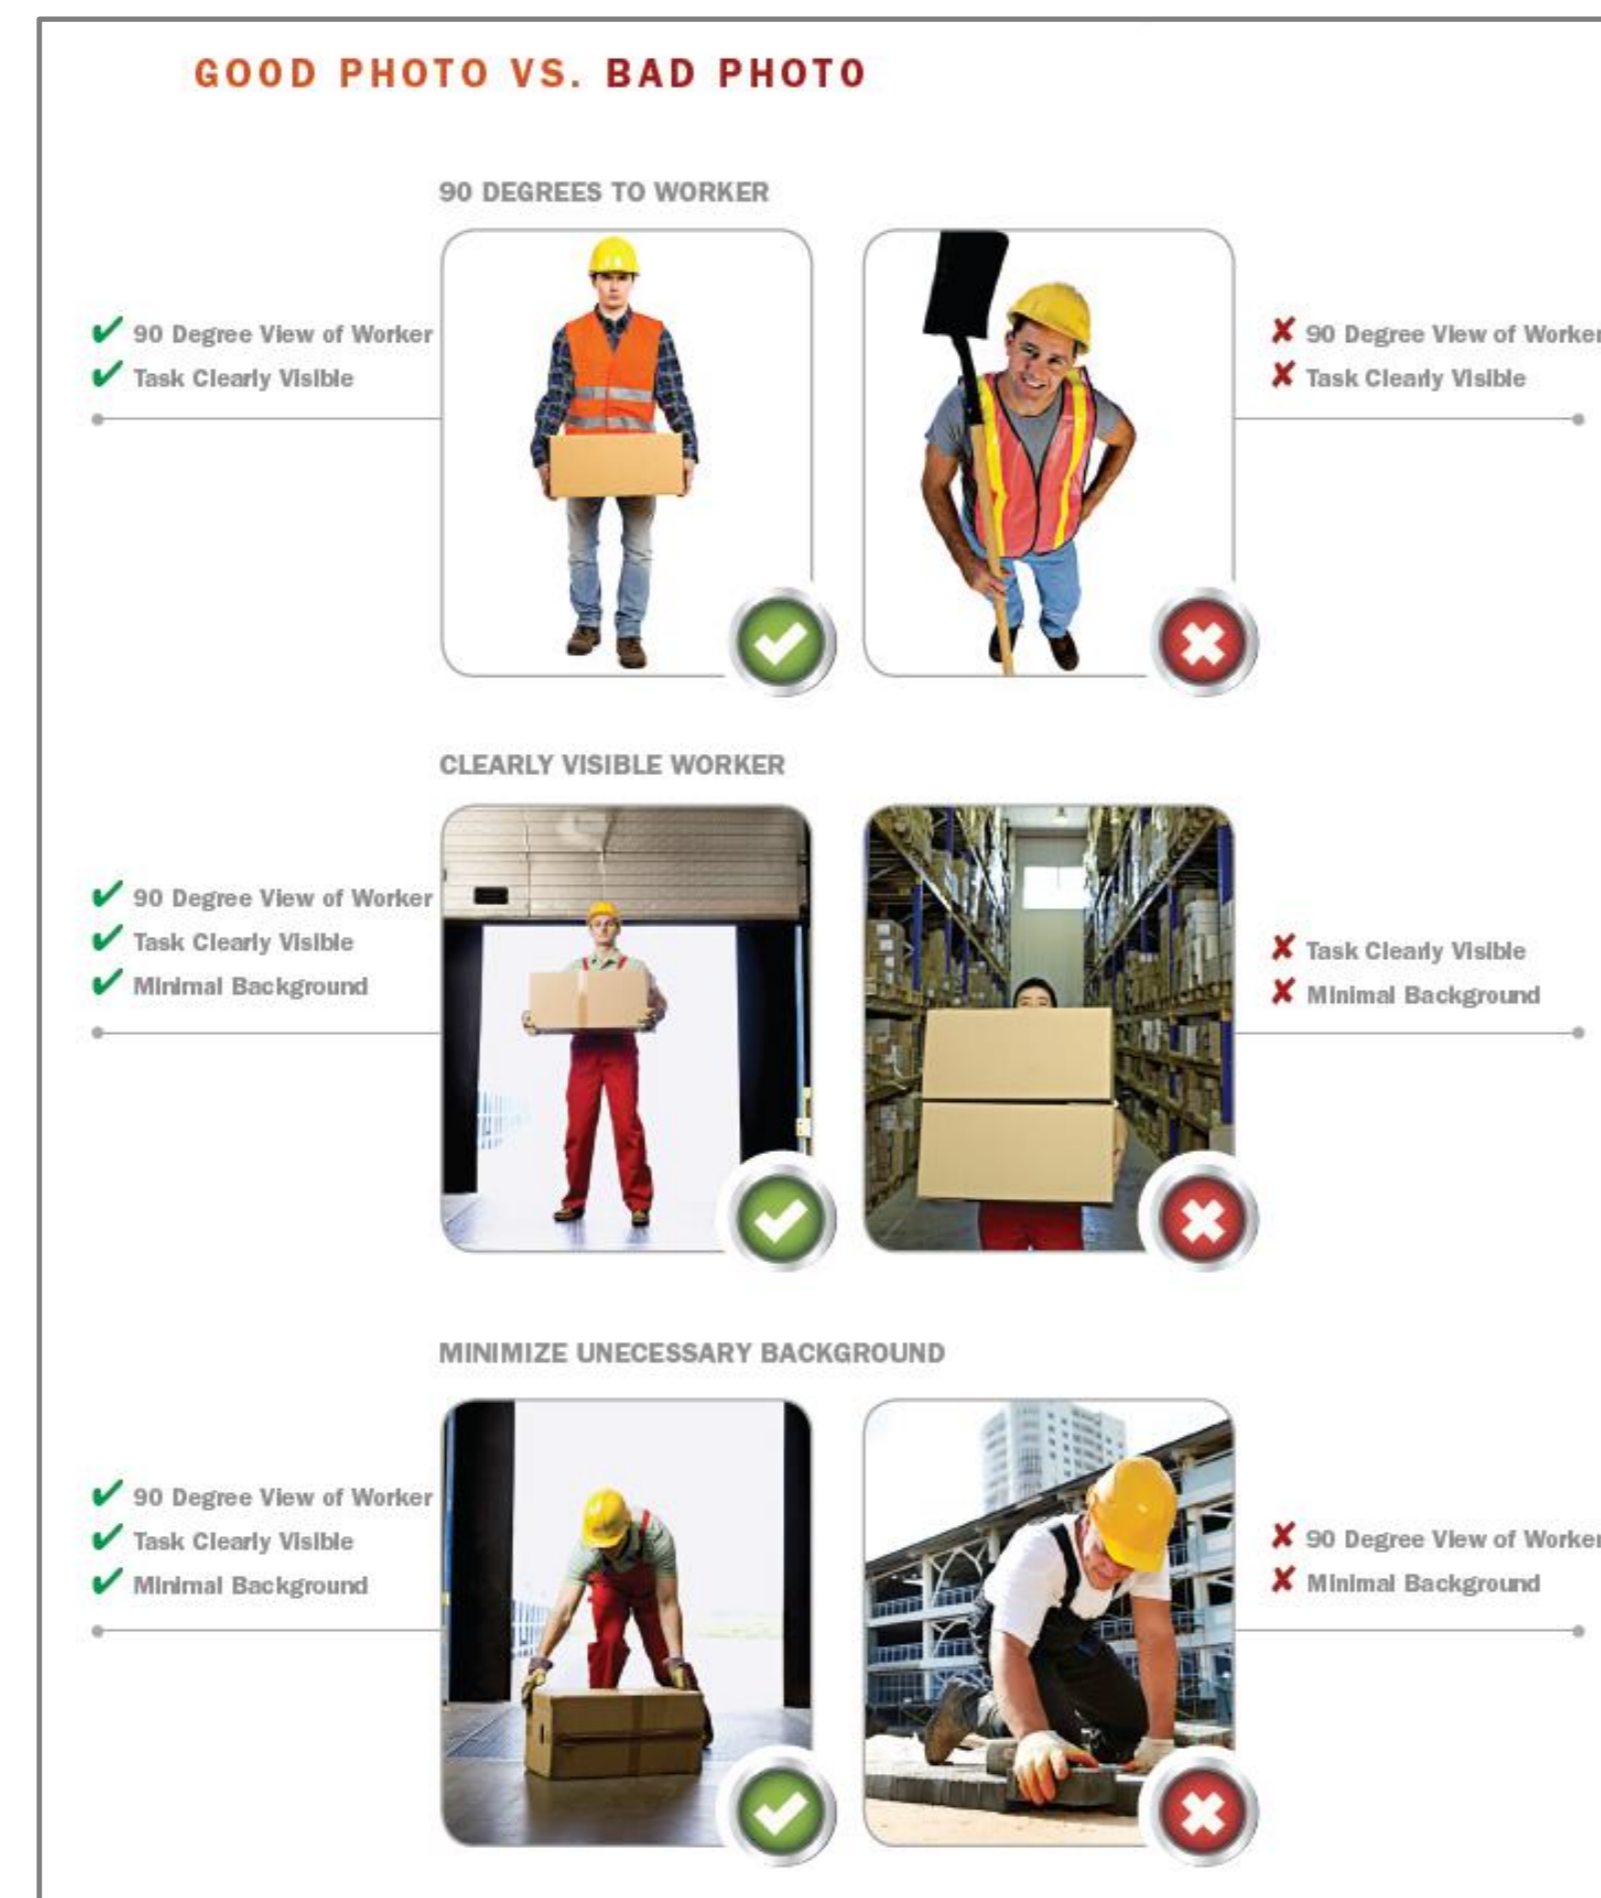 GOOD PHOTO VS. BAD PHOTO
90 DEGREES TO WORKER
90 Degree View of Worker
Task Clearly Visible
90 Degree View of Worker
Task Clearly Visible
CLEARLY VISIBLE WORKER
90 Degree View of Worker
Task Clearly Visible
Minimal Background
Task Clearly Visible
Minimal Background
MINIMIZE UNECESSARY BACKGROUND
90 Degree View of Worker
Task Clearly Visible
Minimal Background
90 Degree View of Worker
Minimal Background